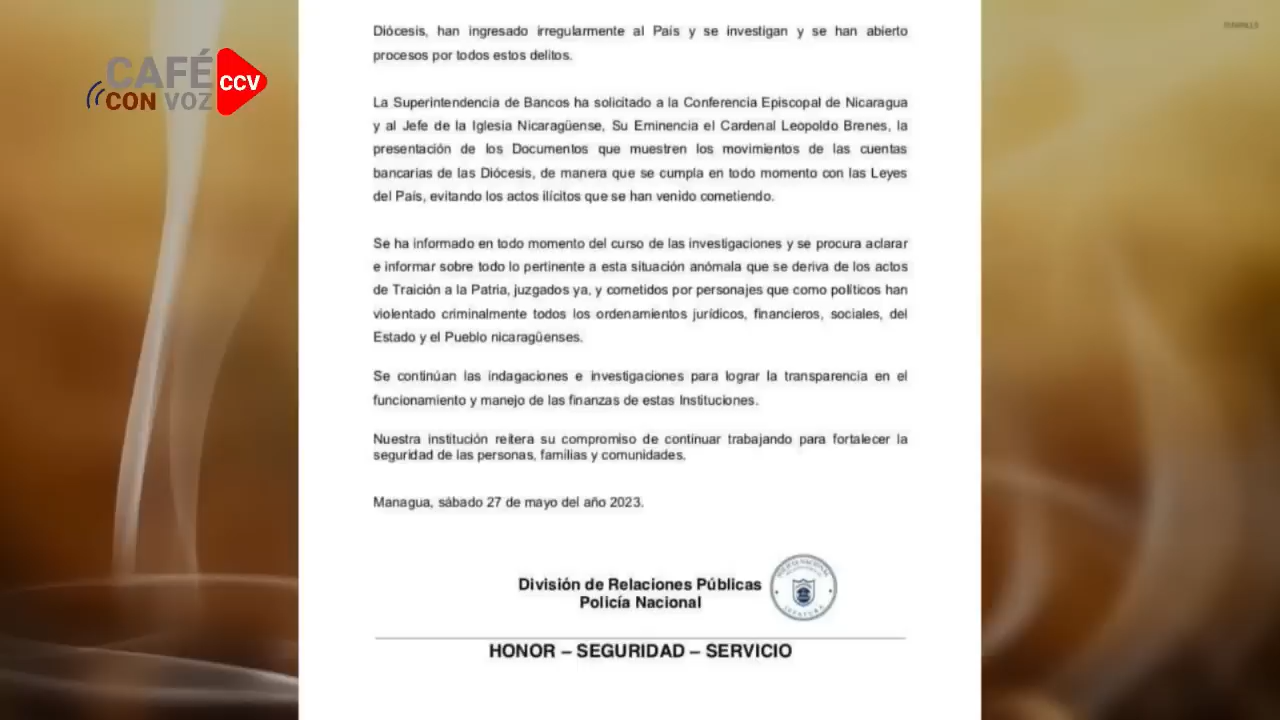 CAFÉ
CON VOZ
CCV
Diócesis, han ingresado irregularmente al País y se investigan y se han abierto
procesos por todos estos delitos.
La Superintendencia de Bancos ha solicitado a la Conferencia Episcopal de Nicaragua
y al Jefe de la Iglesia Nicaragüense, Su Eminencia el Cardenal Leopoldo Brenes, la
presentación de los Documentos que muestren los movimientos de las cuentas
bancarias de las Diócesis, de manera que se cumpla en todo momento con las Leyes
del País, evitando los actos ilícitos que se han venido cometiendo.
Se ha informado en todo momento del curso de las investigaciones y se procura aclarar
e informar sobre todo lo pertinente a esta situación anómala que se deriva de los actos
de Traición a la Patria, juzgados ya, y cometidos por personajes que como políticos han
violentado criminalmente todos los ordenamientos jurídicos, financieros, sociales, del
Estado y el Pueblo nicaragüenses.
Se continúan las indagaciones e investigaciones para lograr la transparencia en el
funcionamiento y manejo de las finanzas de estas Instituciones.
Nuestra institución reitera su compromiso de continuar trabajando para fortalecer la
seguridad de las personas, familias y comunidades.
Managua, sábado 27 de mayo del año 2023.
División de Relaciones Públicas
Policía Nacional
POLICÍA NACIONAL
JEFATURA
HONOR – SEGURIDAD – SERVICIO